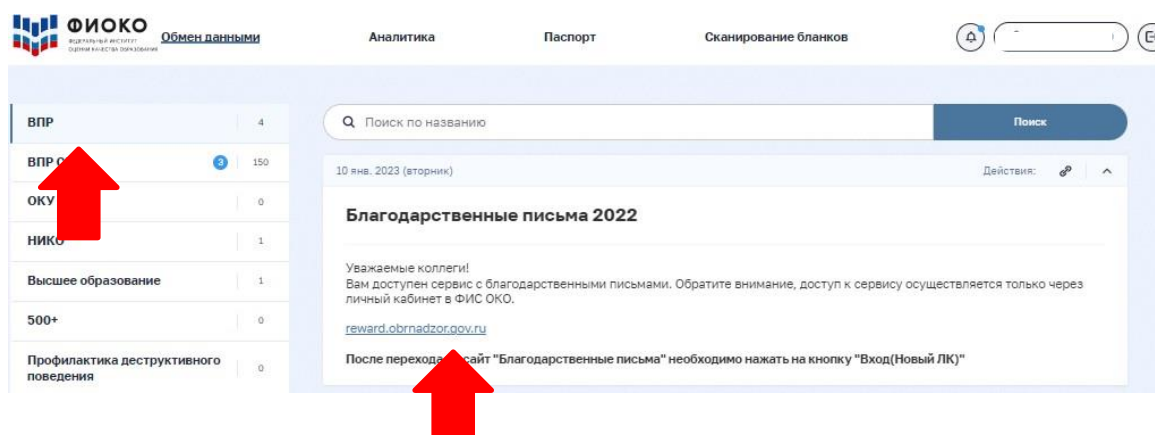 ФИОКО
ФЕДЕРАЛЬНЫЙ ИНСТИТУТ
ОЦЕНКИ КАЧЕСТВА ОБРАЗОВАНИЯ
Обмен данными
Аналитика
Паспорт
Сканирование бланков
ВПР 4
ВПР 3 150
ОКУ 0
НИКО 1
Высшее образование 1
500+ 0
Профилактика деструктивного
поведения 0
Поиск по названию
Поиск
10 янв. 2023 (вторник)
Действия:
Благодарственные письма 2022
Уважаемые коллеги!
Вам доступен сервис с благодарственными письмами. Обратите внимание, доступ к сервису осуществляется только через
личный кабинет в ФИС ОКО.
reward.obrnadzor.gov.ru
После перехода сайт "Благодарственные письма" необходимо нажать на кнопку "Вход(Новый ЛК)"